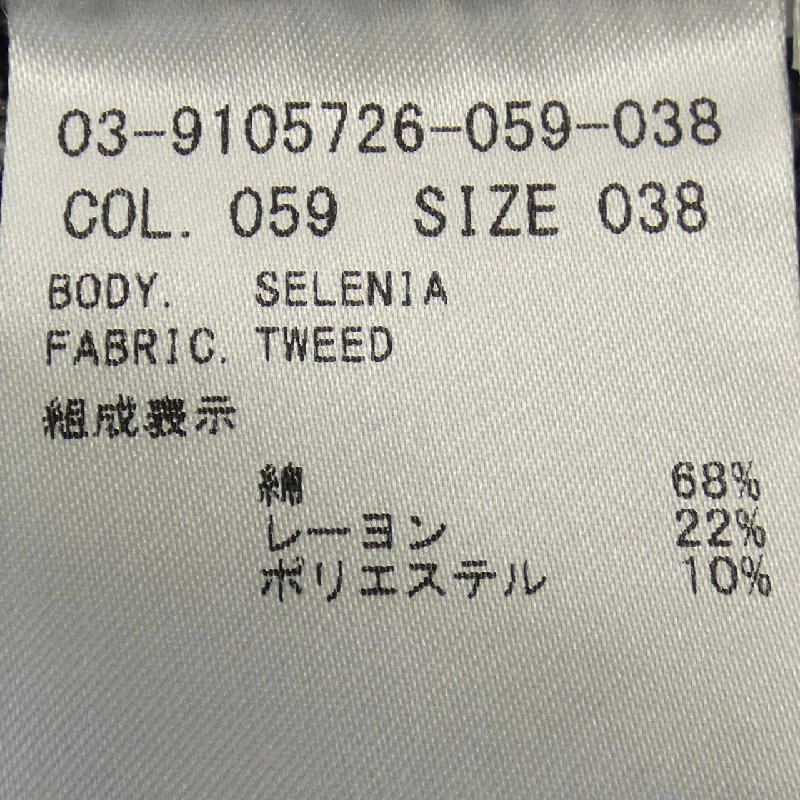 03-9105726-059-038
COL. 059 SIZE 038
BODY. SELENIA
FABRIC. TWEED
組成表示
綿 68%
レーヨン 22%
ポリエステル 10%